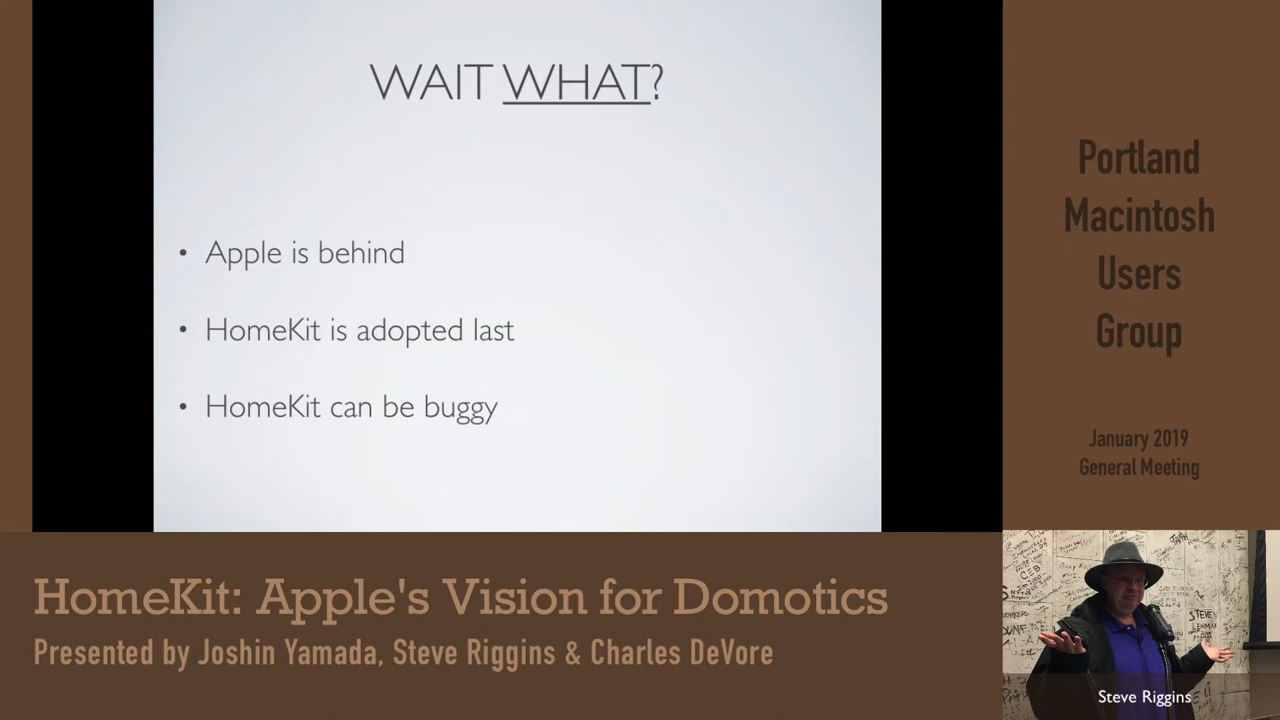 WAIT WHAT?
• Apple is behind
• HomeKit is adopted last
• HomeKit can be buggy
Portland
Macintosh
Users
Group
January 2019
General Meeting
HomeKit: Apple's Vision for Domotics
Presented by Joshin Yamada, Steve Riggins & Charles DeVore
STEVEN
Steve Riggins